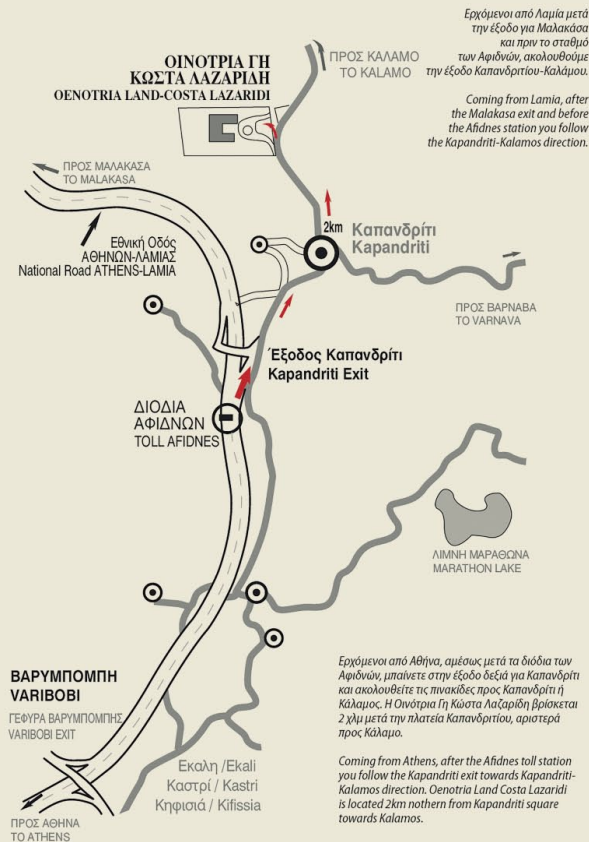 Ερχόμενοι από Λαμία μετά
την έξοδο για Μαλακάσα
και πριν το σταθμό
των Αφιδνών, ακολουθούμε
την έξοδο Καπανδριτίου-Καλάμου.
Coming from Lamia, after
the Malakasa exit and before
the Afidnes station you follow
the Kapandriti-Kalamos direction.
ΟΙΝΟΤΡΙΑ ΓΗ
ΚΩΣΤΑ ΛΑΖΑΡΙΔΗ
OENOTRIA LAND-COSTA LAZARIDI
ΠΡΟΣ ΚΑΛΑΜΟ
TO KALAMO
ΠΡΟΣ ΜΑΛΑΚΑΣΑ
TO MALAKASA
Εθνική Οδός
ΑΘΗΝΩΝ-ΛΑΜΙΑΣ
National Road ATHENS-LAMIA
2km
Καπανδρίτι
Kapandriti
ΠΡΟΣ ΒΑΡΝΑΒΑ
TO VARNAVA
Έξοδος Καπανδρίτι
Kapandriti Exit
ΔΙΟΔΙΑ
ΑΦΙΔΝΩΝ
TOLL AFIDNES
ΛΙΜΝΗ ΜΑΡΑΘΩΝΑ
MARATHON LAKE
ΒΑΡΥΜΠΟΜΠΗ
VARIBOBI
ΓΕΦΥΡΑ ΒΑΡΥΜΠΟΜΠΗΣ
VARIBOBI EXIT
Εκαλη /Ekali
Καστρί / Kastri
Κηφισιά / Kifissia
ΠΡΟΣ ΑΘΗΝΑ
TO ATHENS
Ερχόμενοι από Αθήνα, αμέσως μετά τα διόδια των
Αφιδνών, μπαίνετε στην έξοδο δεξιά για Καπανδρίτι
και ακολουθείτε τις πινακίδες προς Καπανδρίτι ή
Κάλαμος. Η Οινότρια Γη Κώστα Λαζαρίδη βρίσκεται
2 χλμ μετά την πλατεία Καπανδριτίου, αριστερά
προς Κάλαμο.
Coming from Athens, after the Afidnes toll station
you follow the Kapandriti exit towards Kapandriti-
Kalamos direction. Oenotria Land Costa Lazaridi
is located 2km nothern from Kapandriti square
towards Kalamos.